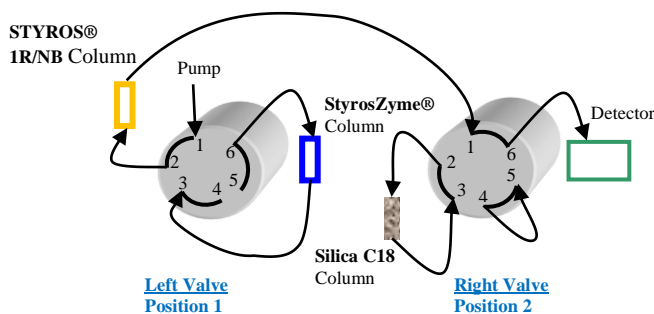 STYROS®
1R/NB Column
Pump
StyrosZyme®
Column
Detector
1
2
3
4
5
6
1
2
3
4
5
6
Silica C18
Column
Left Valve
Position 1
Right Valve
Position 2